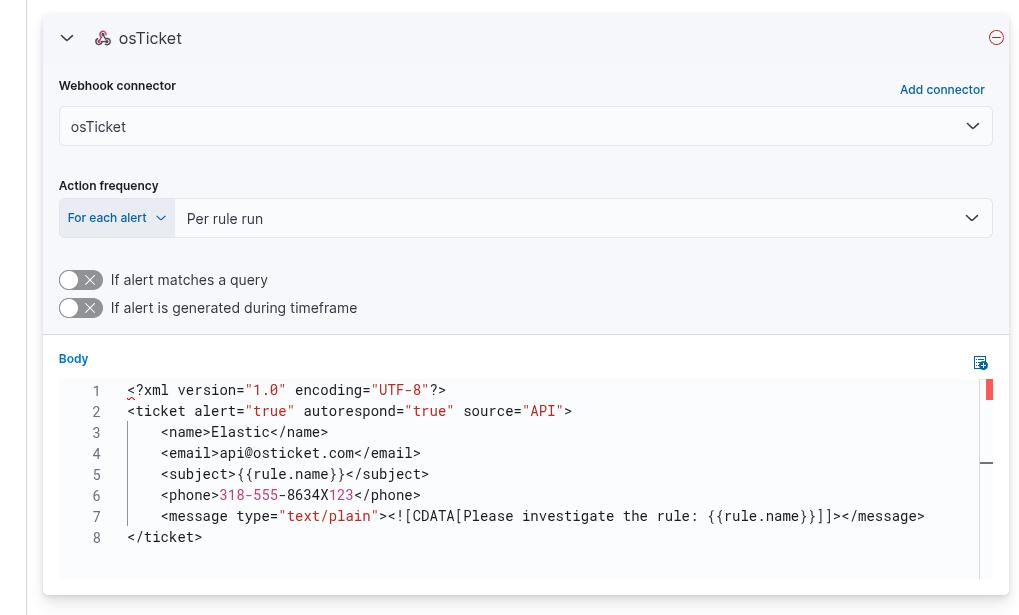 osTicket
Webhook connector
Add connector
osTicket
Action frequency
For each alert
Per rule run
If alert matches a query
If alert is generated during timeframe
Body
1 <?xml version="1.0" encoding="UTF-8"?>
2 <ticket alert="true" autorespond="true" source="API">
3     <name>Elastic</name>
4     <email>api@osticket.com</email>
5     <subject>{{rule.name}}</subject>
6     <phone>318-555-8634X123</phone>
7     <message type="text/plain"><![CDATA[Please investigate the rule: {{rule.name}}]]></message>
8 </ticket>